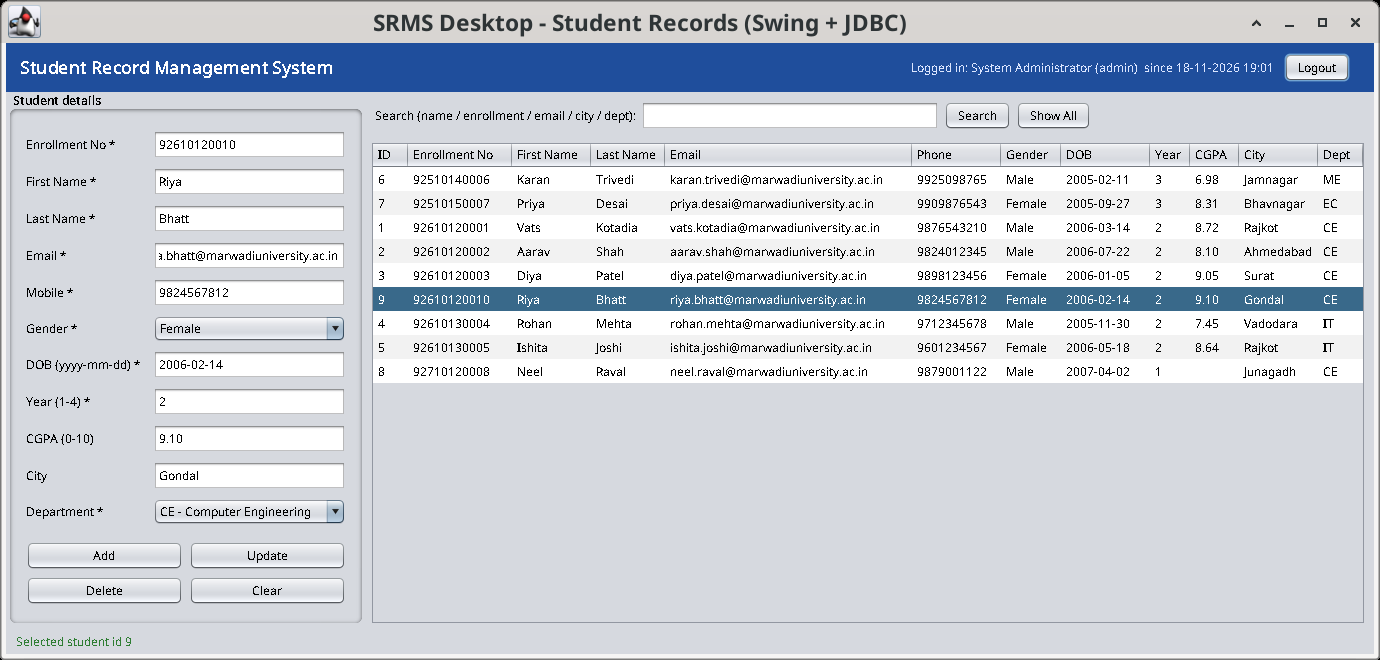 SRMS Desktop - Student Records (Swing + JDBC)
Student Record Management System
Logged in: System Administrator (admin) since 18-11-2026 19:01
Logout
Student details
Enrollment No * 92610120010
First Name * Riya
Last Name * Bhatt
Email * a.bhatt@marwadiuniversity.ac.in
Mobile * 9824567812
Gender * Female
DOB (yyyy-mm-dd) * 2006-02-14
Year (1-4) * 2
CGPA (0-10) 9.10
City Gondal
Department * CE - Computer Engineering
Add Update
Delete Clear
Search (name / enrollment / email / city / dept): Search Show All
ID Enrollment No First Name Last Name Email Phone Gender DOB Year CGPA City Dept
6 92510140006 Karan Trivedi karan.trivedi@marwadiuniversity.ac.in 9925098765 Male 2005-02-11 3 6.98 Jamnagar ME
7 92510150007 Priya Desai priya.desai@marwadiuniversity.ac.in 9909876543 Female 2005-09-27 3 8.31 Bhavnagar EC
1 92610120001 Vats Kotadia vats.kotadia@marwadiuniversity.ac.in 9876543210 Male 2006-03-14 2 8.72 Rajkot CE
2 92610120002 Aarav Shah aarav.shah@marwadiuniversity.ac.in 9824012345 Male 2006-07-22 2 8.10 Ahmedabad CE
3 92610120003 Diya Patel diya.patel@marwadiuniversity.ac.in 9898123456 Female 2006-01-05 2 9.05 Surat CE
9 92610120010 Riya Bhatt riya.bhatt@marwadiuniversity.ac.in 9824567812 Female 2006-02-14 2 9.10 Gondal CE
4 92610130004 Rohan Mehta rohan.mehta@marwadiuniversity.ac.in 9712345678 Male 2005-11-30 2 7.45 Vadodara IT
5 92610130005 Ishita Joshi ishita.joshi@marwadiuniversity.ac.in 9601234567 Female 2006-05-18 2 8.64 Rajkot IT
8 92710120008 Neel Raval neel.raval@marwadiuniversity.ac.in 9879001122 Male 2007-04-02 1 Junagadh CE
Selected student id 9